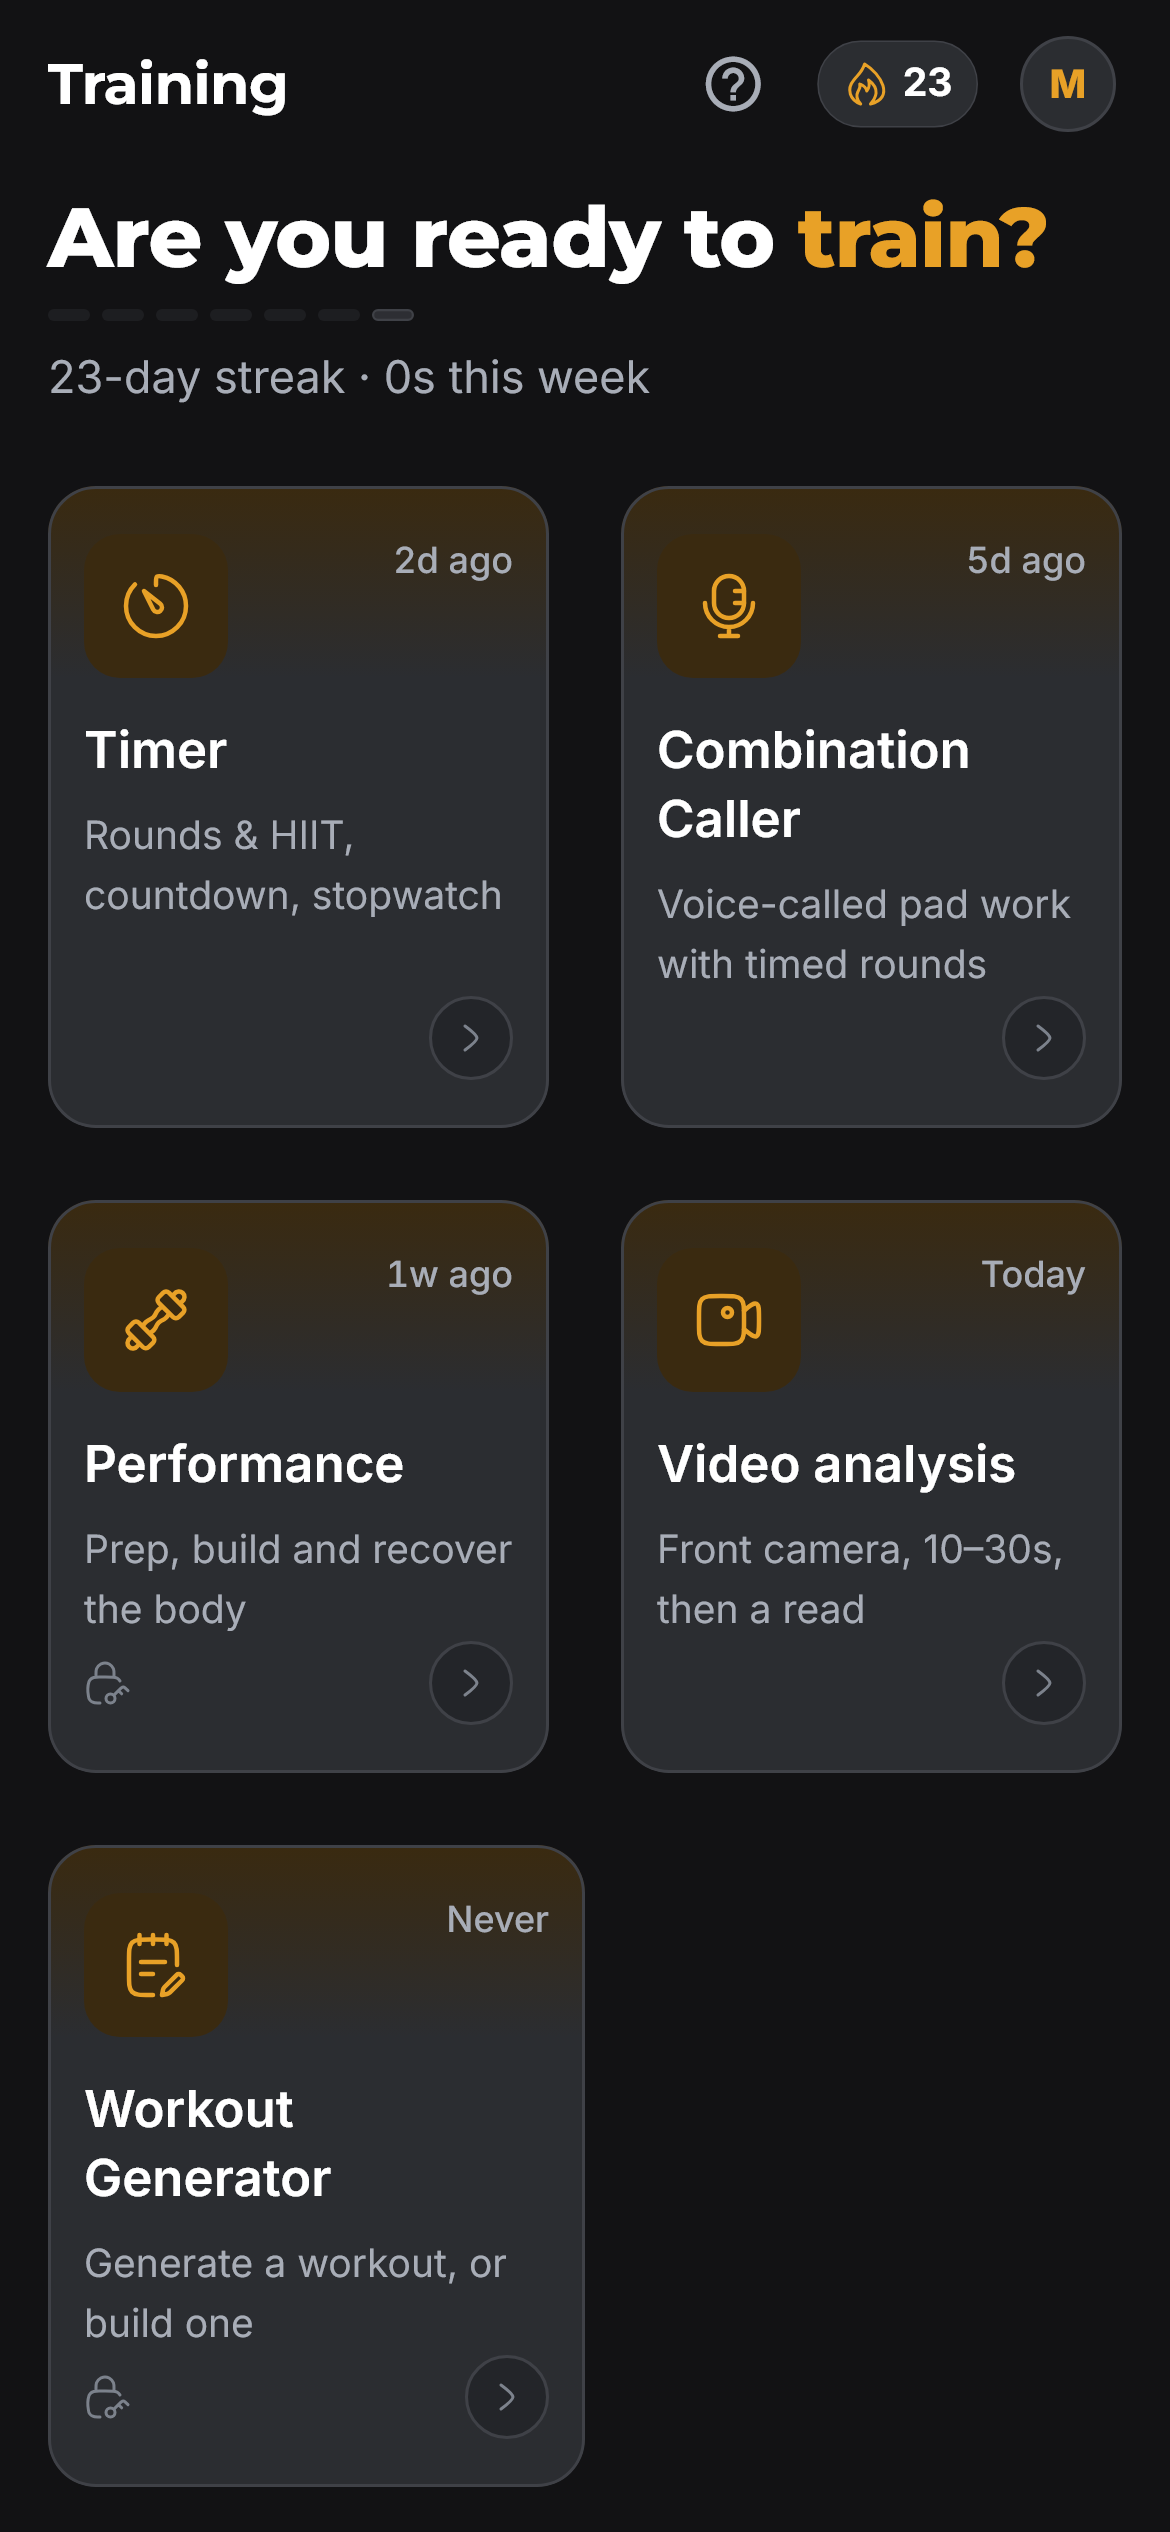 Training
23
M
Are you ready to train?
23-day streak · 0s this week
2d ago
Timer
Rounds & HIIT,
countdown, stopwatch
5d ago
Combination
Caller
Voice-called pad work
with timed rounds
1w ago
Performance
Prep, build and recover
the body
Today
Video analysis
Front camera, 10–30s,
then a read
Never
Workout
Generator
Generate a workout, or
build one